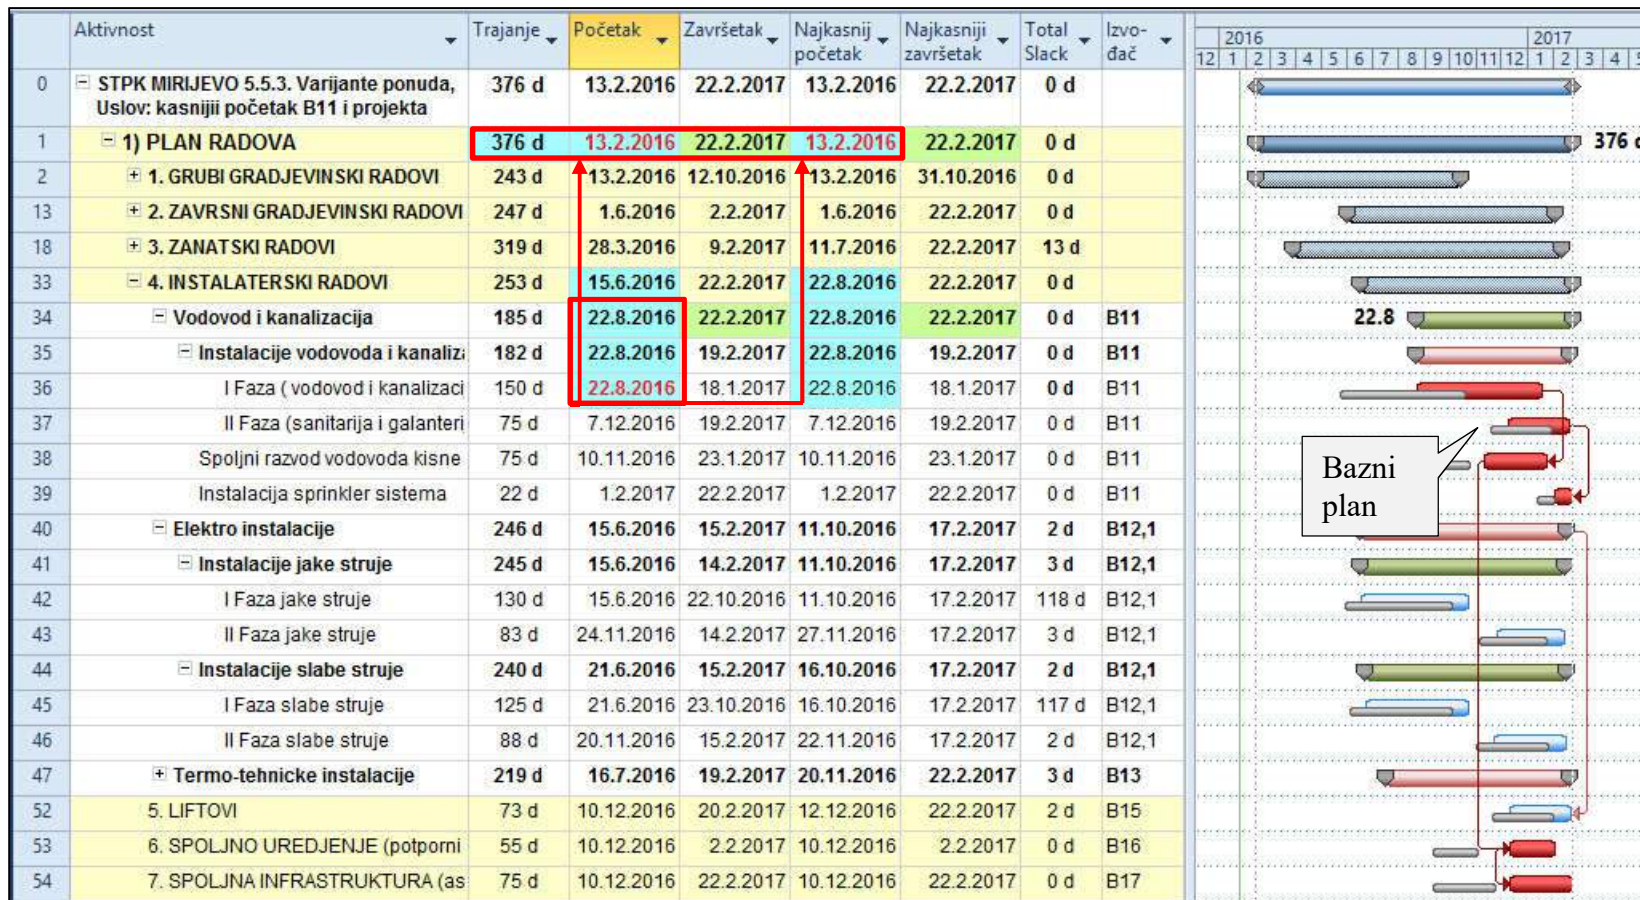 Aktivnost Trajanje Početak Završetak Najkasnij početak Najkasniji završetak Total Slack Izvo-đač
2016 2017
12 1 2 3 4 5 6 7 8 9 10 11 12 1 2 3 4 5
0 STPK MIRIJEVO 5.5.3. Varijante ponuda, Uslov: kasnijii početak B11 i projekta 376 d 13.2.2016 22.2.2017 13.2.2016 22.2.2017 0 d
1 1) PLAN RADOVA 376 d 13.2.2016 22.2.2017 13.2.2016 22.2.2017 0 d 376 d
2 1. GRUBI GRADJEVINSKI RADOVI 243 d 13.2.2016 12.10.2016 13.2.2016 31.10.2016 0 d
13 2. ZAVRSNI GRADJEVINSKI RADOVI 247 d 1.6.2016 2.2.2017 1.6.2016 22.2.2017 0 d
18 3. ZANATSKI RADOVI 319 d 28.3.2016 9.2.2017 11.7.2016 22.2.2017 13 d
33 4. INSTALATERSKI RADOVI 253 d 15.6.2016 22.2.2017 22.8.2016 22.2.2017 0 d
34 Vodovod i kanalizacija 185 d 22.8.2016 22.2.2017 22.8.2016 22.2.2017 0 d B11 22.8
35 Instalacije vodovoda i kanaliz 182 d 22.8.2016 19.2.2017 22.8.2016 19.2.2017 0 d B11
36 I Faza ( vodovod i kanalizaci 150 d 22.8.2016 18.1.2017 22.8.2016 18.1.2017 0 d B11
37 II Faza (sanitarija i galanteri 75 d 7.12.2016 19.2.2017 7.12.2016 19.2.2017 0 d B11
38 Spoljni razvod vodovoda kisne 75 d 10.11.2016 23.1.2017 10.11.2016 23.1.2017 0 d B11
39 Instalacija sprinkler sistema 22 d 1.2.2017 22.2.2017 1.2.2017 22.2.2017 0 d B11
Bazni
plan
40 Elektro instalacije 246 d 15.6.2016 15.2.2017 11.10.2016 17.2.2017 2 d B12,1
41 Instalacije jake struje 245 d 15.6.2016 14.2.2017 11.10.2016 17.2.2017 3 d B12,1
42 I Faza jake struje 130 d 15.6.2016 22.10.2016 11.10.2016 17.2.2017 118 d B12,1
43 II Faza jake struje 83 d 24.11.2016 14.2.2017 27.11.2016 17.2.2017 3 d B12,1
44 Instalacije slabe struje 240 d 21.6.2016 15.2.2017 16.10.2016 17.2.2017 2 d B12,1
45 I Faza slabe struje 125 d 21.6.2016 23.10.2016 16.10.2016 17.2.2017 117 d B12,1
46 II Faza slabe struje 88 d 20.11.2016 15.2.2017 22.11.2016 17.2.2017 2 d B12,1
47 Termo-tehnicke instalacije 219 d 16.7.2016 19.2.2017 20.11.2016 22.2.2017 3 d B13
52 5. LIFTOVI 73 d 10.12.2016 20.2.2017 12.12.2016 22.2.2017 2 d B15
53 6. SPOLJNO UREDJENJE (potporni 55 d 10.12.2016 2.2.2017 10.12.2016 2.2.2017 0 d B16
54 7. SPOLJNA INFRASTRUKTURA (as 75 d 10.12.2016 22.2.2017 10.12.2016 22.2.2017 0 d B17